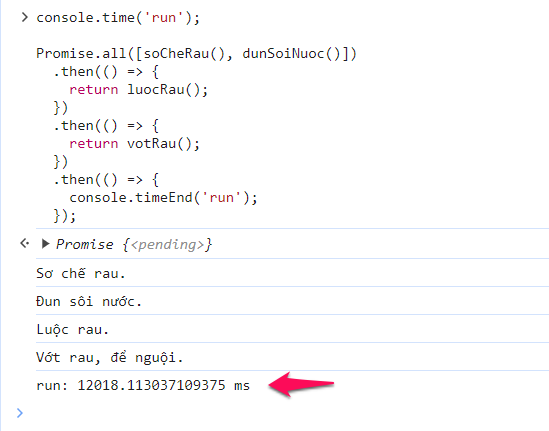 console.time('run');
Promise.all([soCheRau(), dunSoiNuoc()])
.then(() => {
return luocRau();
})
.then(() => {
return votRau();
})
.then(() => {
console.timeEnd('run');
});
Promise {<pending>}
Sơ chế rau.
Đun sôi nước.
Luộc rau.
Vớt rau, để nguội.
run: 12018.113037109375 ms